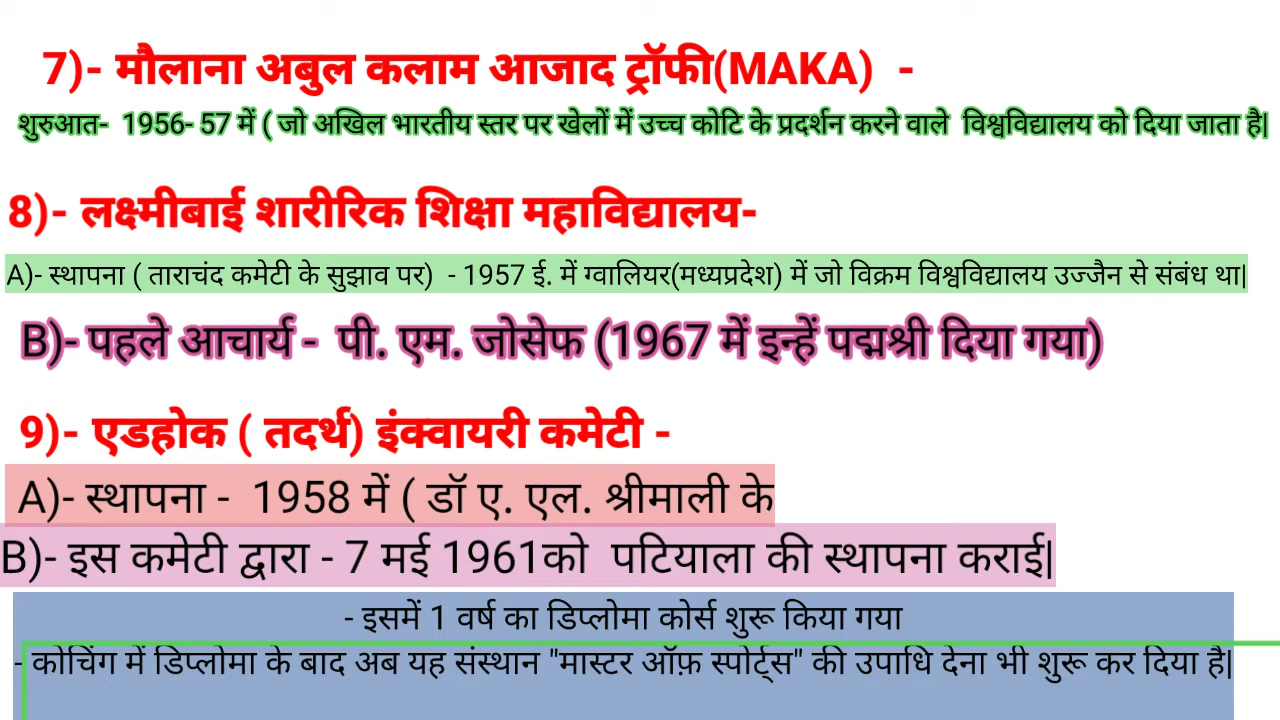 7)- मौलाना अबुल कलाम आजाद ट्रॉफी(MAKA) -
शुरुआत- 1956- 57 में ( जो अखिल भारतीय स्तर पर खेलों में उच्च कोटि के प्रदर्शन करने वाले विश्वविद्यालय को दिया जाता है|
8)- लक्ष्मीबाई शारीरिक शिक्षा महाविद्यालय-
A)- स्थापना ( ताराचंद कमेटी के सुझाव पर) - 1957 ई. में ग्वालियर(मध्यप्रदेश) में जो विक्रम विश्वविद्यालय उज्जैन से संबंध था|
B)- पहले आचार्य - पी. एम. जोसेफ (1967 में इन्हें पद्मश्री दिया गया)
9)- एडहोक ( तदर्थ) इंक्वायरी कमेटी -
A)- स्थापना - 1958 में ( डॉ ए. एल. श्रीमाली के
B)- इस कमेटी द्वारा - 7 मई 1961को पटियाला की स्थापना कराई|
- इसमें 1 वर्ष का डिप्लोमा कोर्स शुरू किया गया
- कोचिंग में डिप्लोमा के बाद अब यह संस्थान "मास्टर ऑफ़ स्पोर्ट्स" की उपाधि देना भी शुरू कर दिया है|